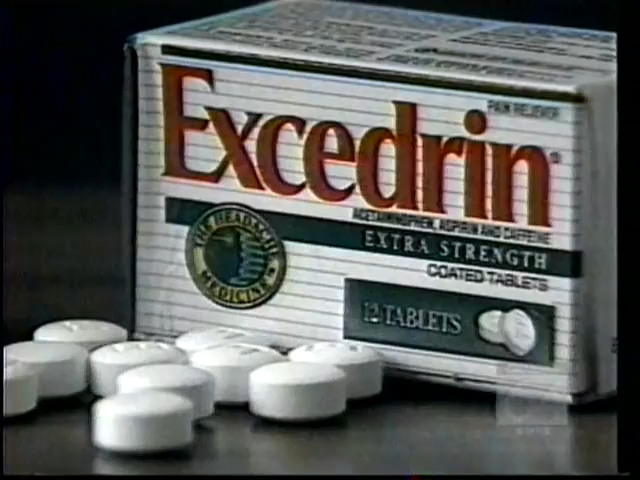 PAIN RELIEVER
Excedrin®
ACETAMINOPHEN, ASPIRIN AND CAFFEINE
EXTRA STRENGTH
COATED TABLETS
THE HEADACHE
MEDICINE
12 TABLETS